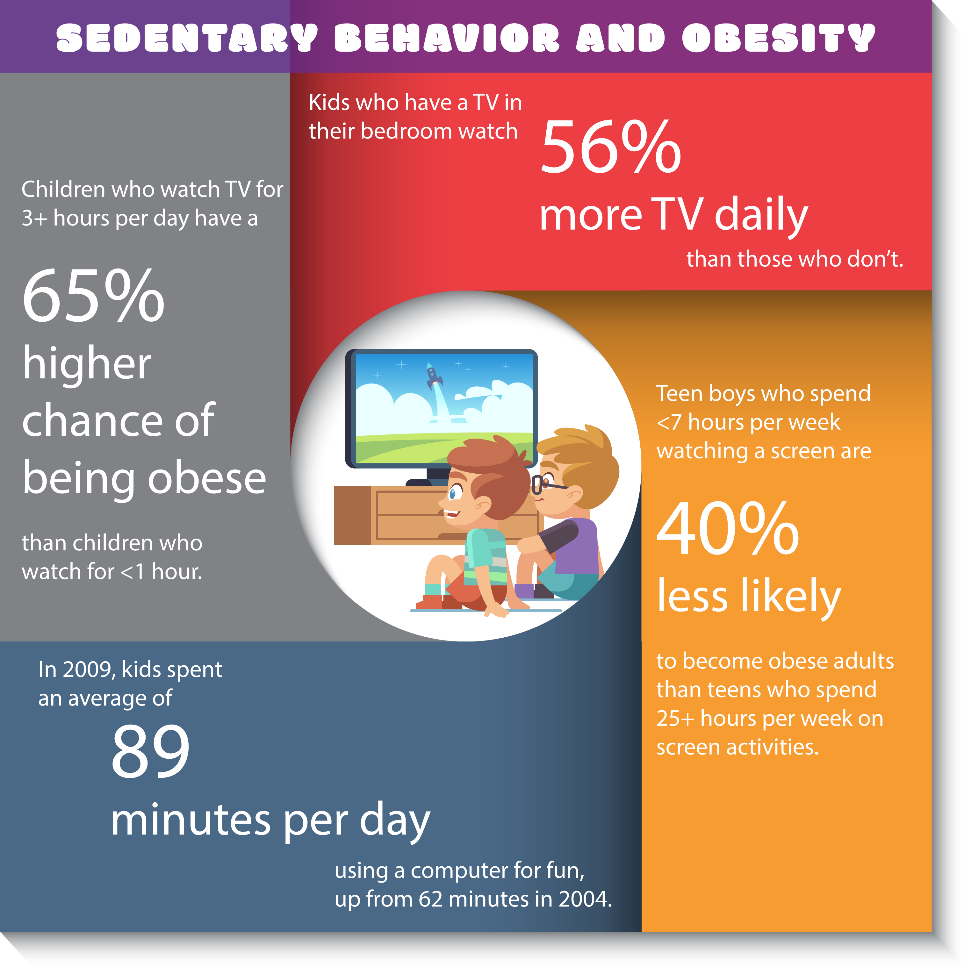 SEDENTARY BEHAVIOR AND OBESITY
Kids who have a TV in
their bedroom watch
56%
more TV daily
than those who don’t.
Children who watch TV for
3+ hours per day have a
65%
higher
chance of
being obese
than children who
watch for <1 hour.
Teen boys who spend
<7 hours per week
watching a screen are
40%
less likely
to become obese adults
than teens who spend
25+ hours per week on
screen activities.
In 2009, kids spent
an average of
89
minutes per day
using a computer for fun,
up from 62 minutes in 2004.